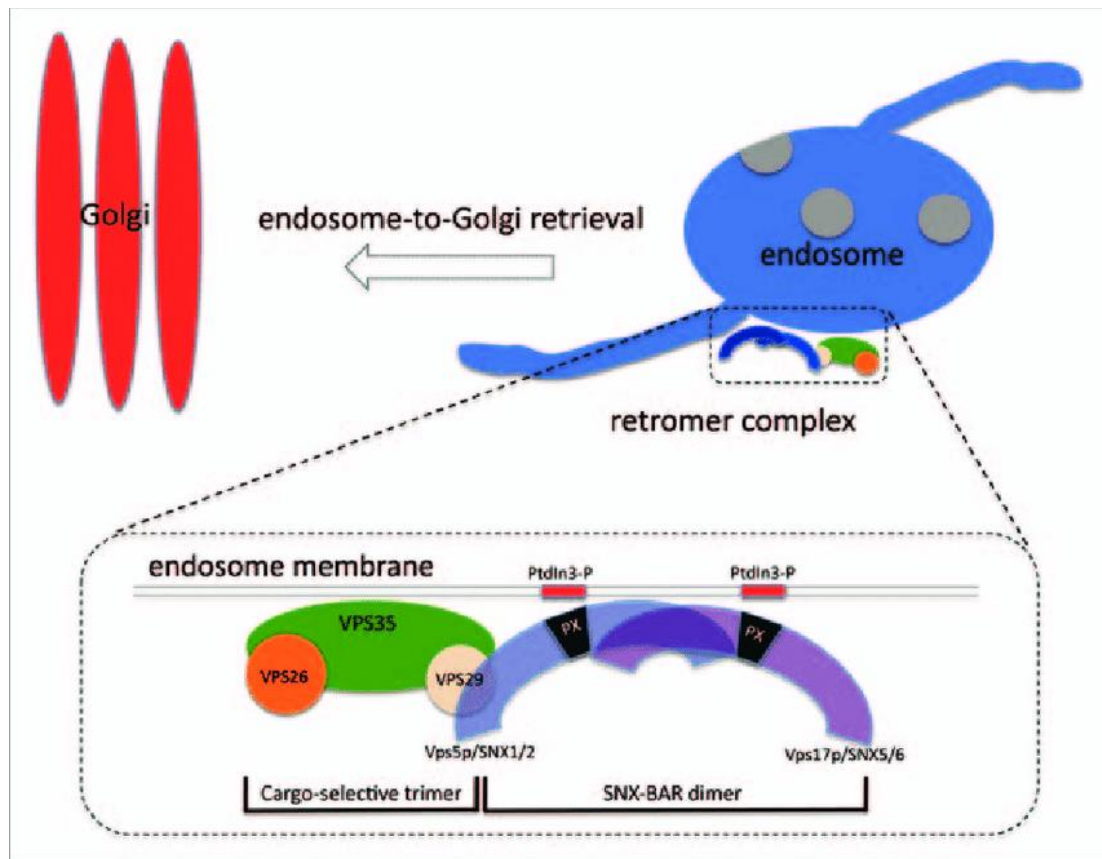 Golgi
endosome-to-Golgi retrieval
endosome
retromer complex
endosome membrane
PtdIn3-P
PtdIn3-P
VPS35
PX
PX
VPS26
VPS29
Vps5p/SNX1/2
Vps17p/SNX5/6
Cargo-selective trimer
SNX-BAR dimer